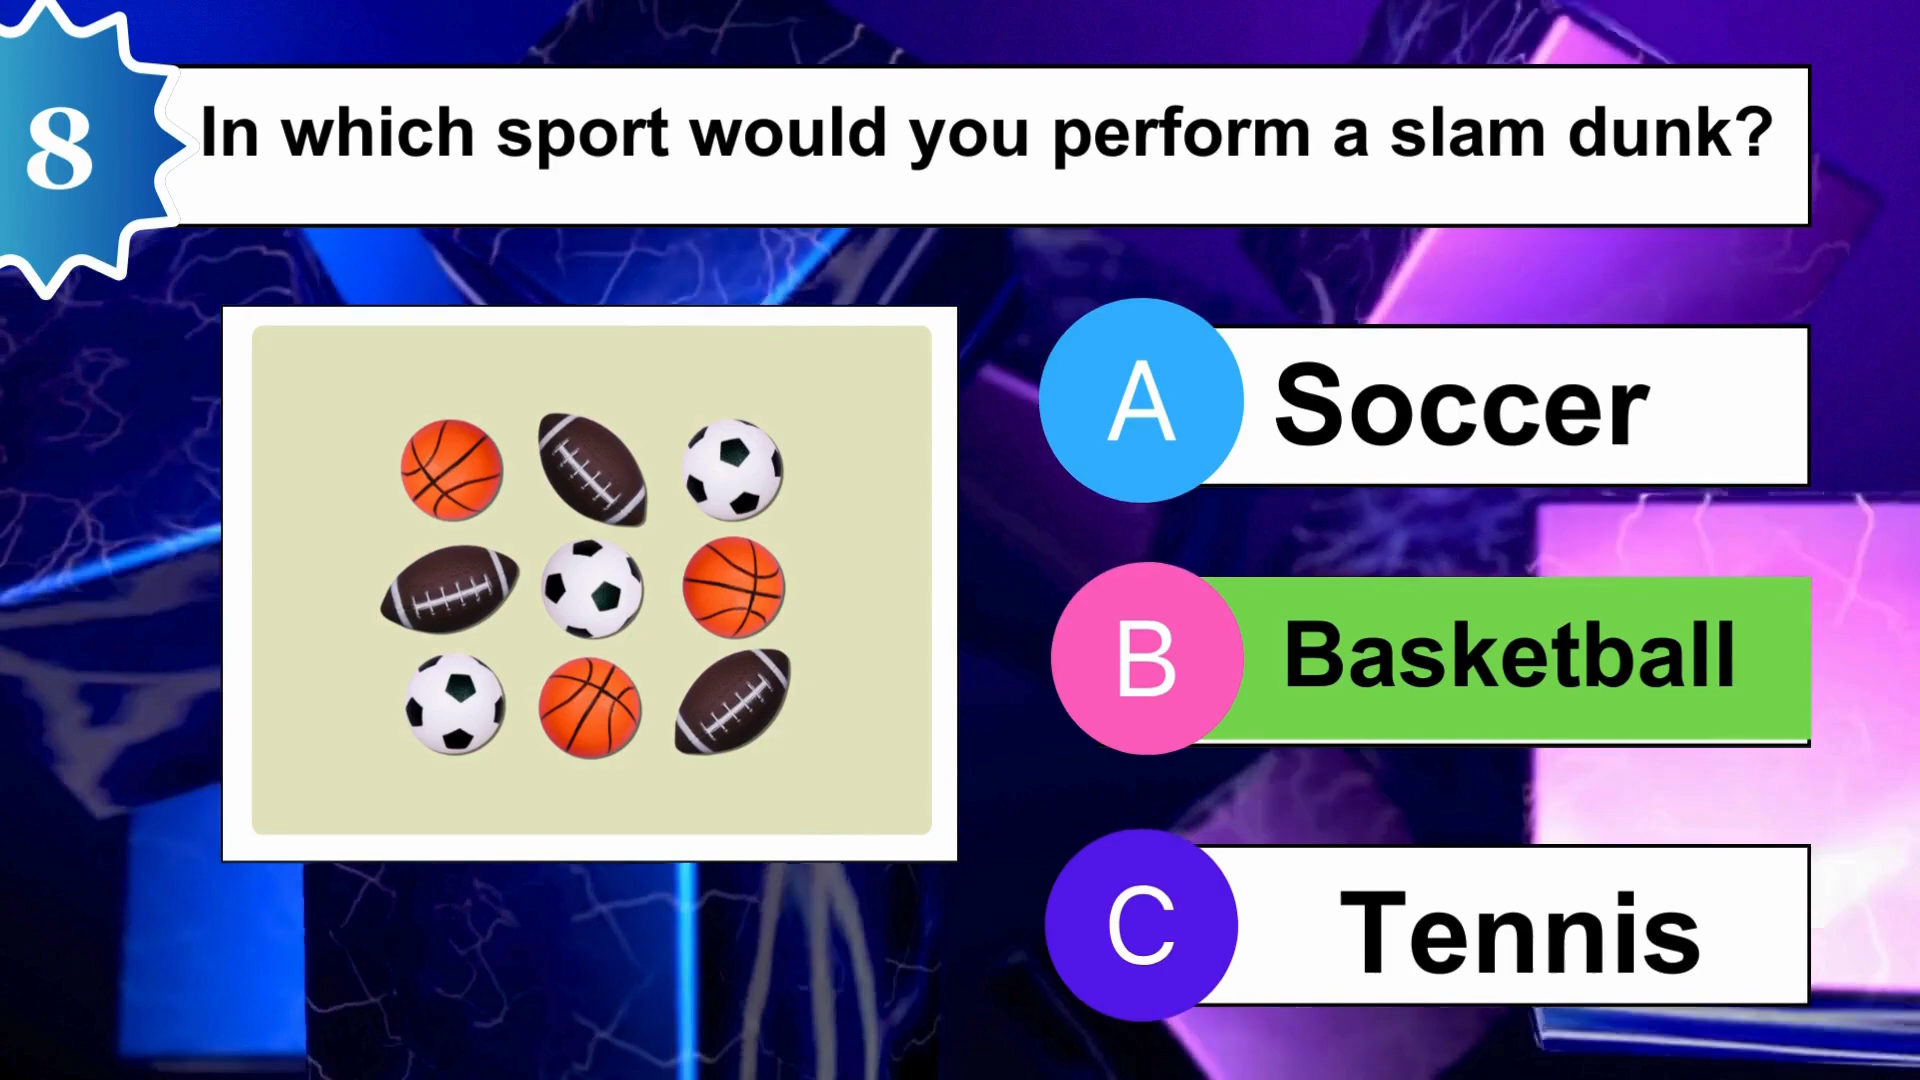 8
In which sport would you perform a slam dunk?
A
Soccer
B
Basketball
C
Tennis